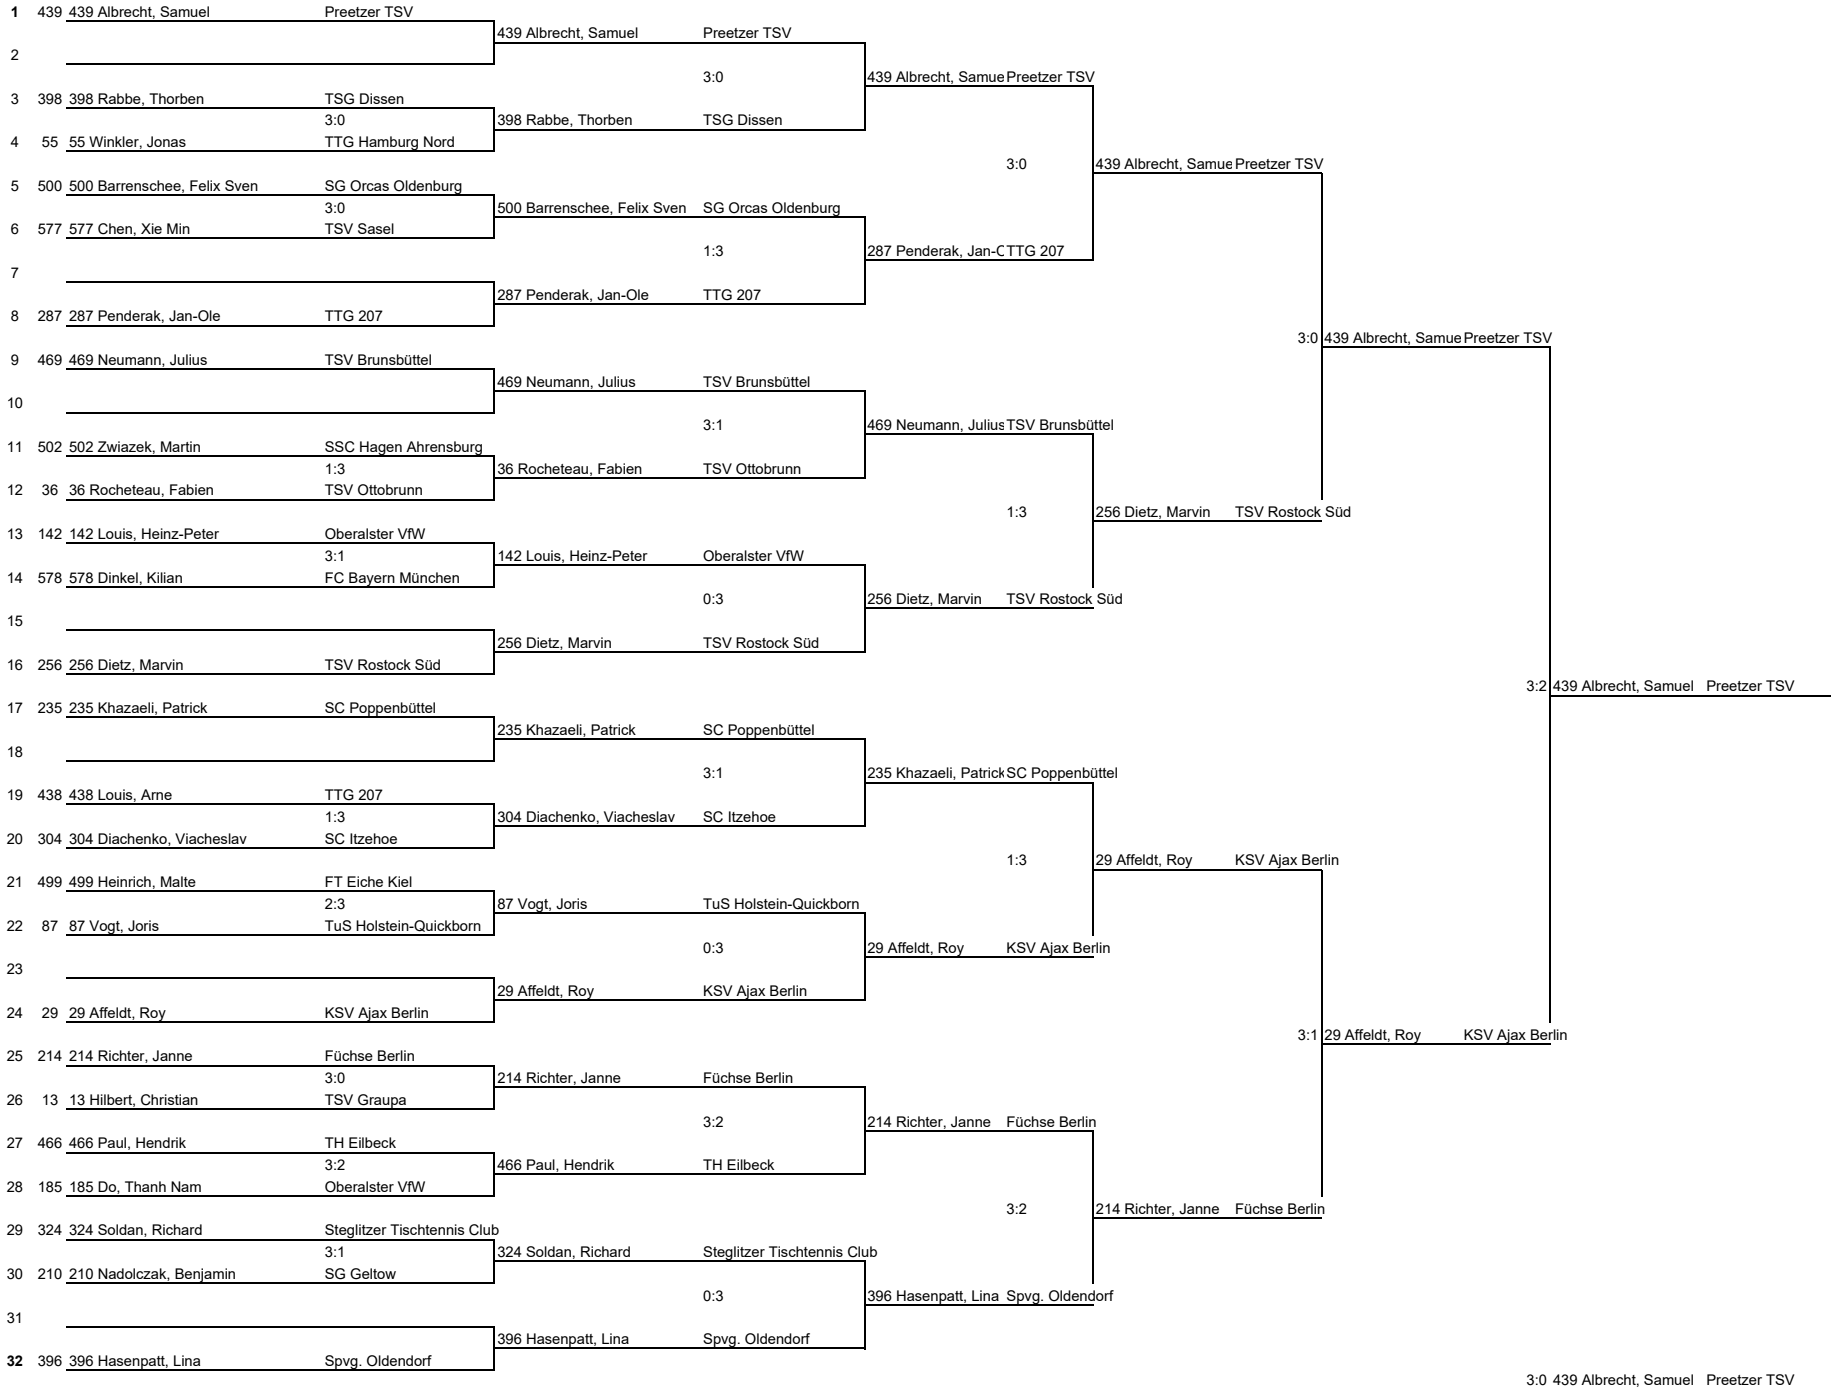 1 439 439 Albrecht, Samuel Preetzer TSV
439 Albrecht, Samuel Preetzer TSV
2
3:0 439 Albrecht, Samue Preetzer TSV
3 398 398 Rabbe, Thorben TSG Dissen
3:0 398 Rabbe, Thorben TSG Dissen
4 55 55 Winkler, Jonas TTG Hamburg Nord
3:0 439 Albrecht, Samue Preetzer TSV
5 500 500 Barrenschee, Felix Sven SG Orcas Oldenburg
3:0 500 Barrenschee, Felix Sven SG Orcas Oldenburg
6 577 577 Chen, Xie Min TSV Sasel
1:3 287 Penderak, Jan-O TTG 207
7
287 Penderak, Jan-Ole TTG 207
8 287 287 Penderak, Jan-Ole TTG 207
3:0 439 Albrecht, Samue Preetzer TSV
9 469 469 Neumann, Julius TSV Brunsbüttel
469 Neumann, Julius TSV Brunsbüttel
10
3:1 469 Neumann, Julius TSV Brunsbüttel
11 502 502 Zwiazek, Martin SSC Hagen Ahrensburg
1:3 36 Rocheteau, Fabien TSV Ottobrunn
12 36 36 Rocheteau, Fabien TSV Ottobrunn
1:3 256 Dietz, Marvin TSV Rostock Süd
13 142 142 Louis, Heinz-Peter Oberalster VfW
3:1 142 Louis, Heinz-Peter Oberalster VfW
14 578 578 Dinkel, Kilian FC Bayern München
0:3 256 Dietz, Marvin TSV Rostock Süd
15
256 Dietz, Marvin TSV Rostock Süd
16 256 256 Dietz, Marvin TSV Rostock Süd
3:2 439 Albrecht, Samuel Preetzer TSV
17 235 235 Khazaeli, Patrick SC Poppenbüttel
235 Khazaeli, Patrick SC Poppenbüttel
18
3:1 235 Khazaeli, Patrick SC Poppenbüttel
19 438 438 Louis, Arne TTG 207
1:3 304 Diachenko, Viacheslav SC Itzehoe
20 304 304 Diachenko, Viacheslav SC Itzehoe
1:3 29 Affeldt, Roy KSV Ajax Berlin
21 499 499 Heinrich, Malte FT Eiche Kiel
2:3 87 Vogt, Joris TuS Holstein-Quickborn
22 87 87 Vogt, Joris TuS Holstein-Quickborn
0:3 29 Affeldt, Roy KSV Ajax Berlin
23
29 Affeldt, Roy KSV Ajax Berlin
24 29 29 Affeldt, Roy KSV Ajax Berlin
3:1 29 Affeldt, Roy KSV Ajax Berlin
25 214 214 Richter, Janne Füchse Berlin
3:0 214 Richter, Janne Füchse Berlin
26 13 13 Hilbert, Christian TSV Graupa
3:2 214 Richter, Janne Füchse Berlin
27 466 466 Paul, Hendrik TH Eilbeck
3:2 466 Paul, Hendrik TH Eilbeck
28 185 185 Do, Thanh Nam Oberalster VfW
3:2 214 Richter, Janne Füchse Berlin
29 324 324 Soldan, Richard Steglitzer Tischtennis Club
3:1 324 Soldan, Richard Steglitzer Tischtennis Club
30 210 210 Nadolczak, Benjamin SG Geltow
0:3 396 Hasenpatt, Lina Spvg. Oldendorf
31
396 Hasenpatt, Lina Spvg. Oldendorf
32 396 396 Hasenpatt, Lina Spvg. Oldendorf
3:0 439 Albrecht, Samuel Preetzer TSV